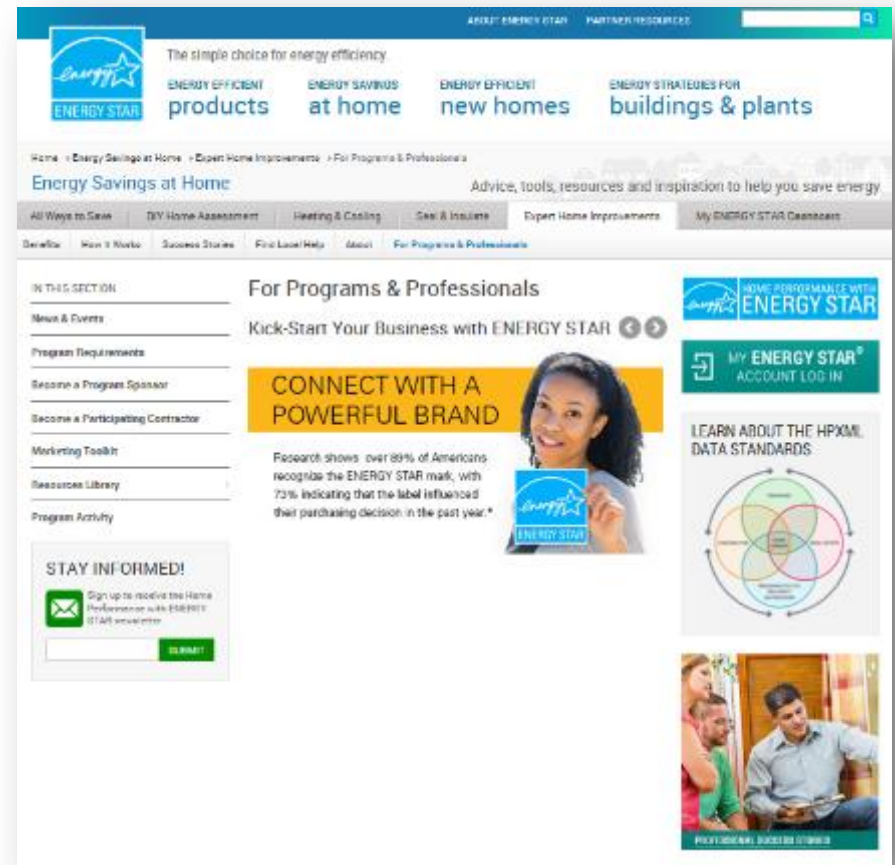 ABOUT ENERGY STAR PARTNER RESOURCES
The simple choice for energy efficiency.
energy
ENERGY STAR
ENERGY EFFICIENT
products
ENERGY SAVINGS
at home
ENERGY EFFICIENT
new homes
ENERGY STRATEGIES FOR
buildings & plants
Home > Energy Savings at Home > Expert Home Improvements > For Programs & Professionals
Energy Savings at Home
Advice, tools, resources and inspiration to help you save energy
All Ways to Save DIY Home Assessment Heating & Cooling Seal & Insulate Expert Home Improvements My ENERGY STAR Dashboard
Benefits How It Works Success Stories Find Local Help About For Programs & Professionals
IN THIS SECTION
News & Events
Program Requirements
Become a Program Sponsor
Become a Participating Contractor
Marketing Toolkit
Resources Library
Program Activity
STAY INFORMED!
Sign up to receive the Home
Performance with ENERGY
STAR newsletter
SUBMIT
For Programs & Professionals
Kick-Start Your Business with ENERGY STAR
CONNECT WITH A
POWERFUL BRAND
Research shows over 89% of Americans
recognize the ENERGY STAR mark, with
73% indicating that the label influenced
their purchasing decision in the past year.*
energy
ENERGY STAR
energy
HOME PERFORMANCE WITH
ENERGY STAR
MY ENERGY STAR®
ACCOUNT LOG IN
LEARN ABOUT THE HPXML
DATA STANDARDS
PROFESSIONAL SUCCESS STORIES